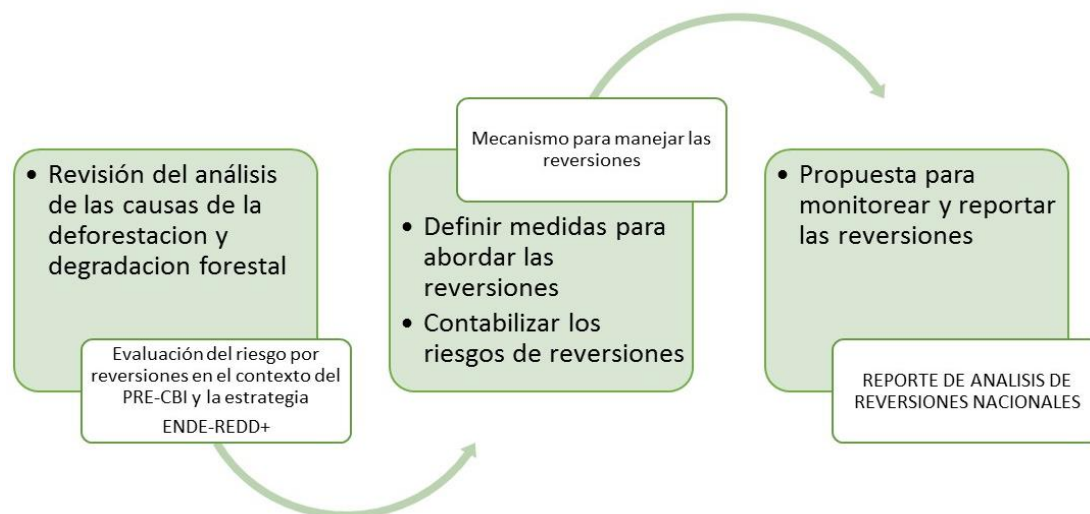 • Revisión del análisis
de las causas de la
deforestacion y
degradacion forestal
Evaluación del riesgo por
reversiones en el contexto del
PRE-CBI y la estrategia
ENDE-REDD+
Mecanismo para manejar las
reversiones
• Definir medidas para
abordar las
reversiones
• Contabilizar los
riesgos de reversiones
• Propuesta para
monitorear y reportar
las reversiones
REPORTE DE ANALISIS DE
REVERSIONES NACIONALES